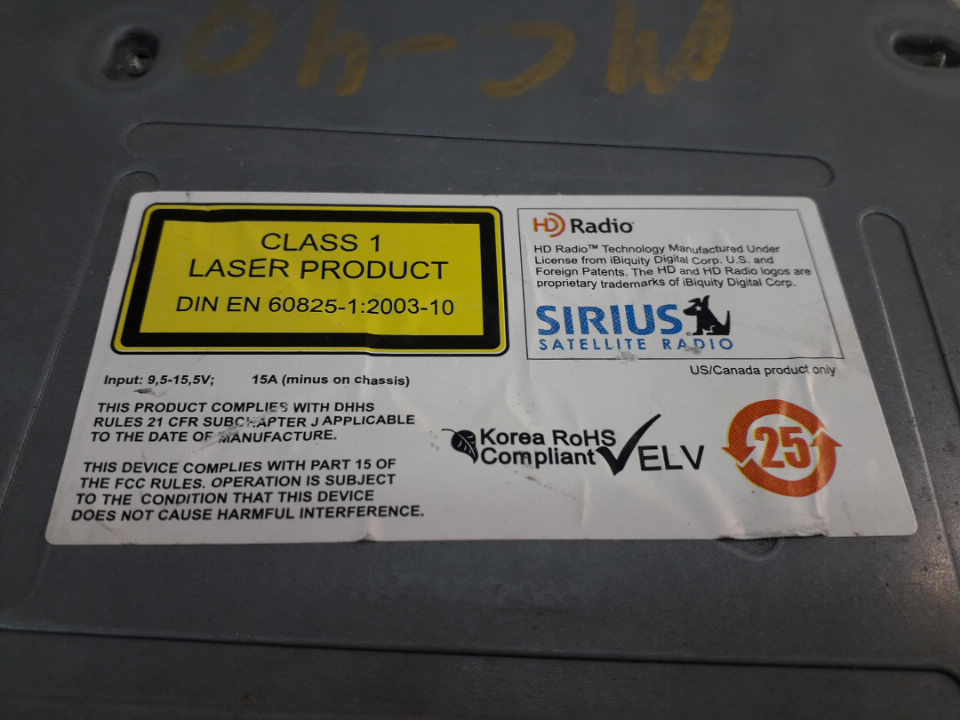 MC-40
CLASS 1
LASER PRODUCT
DIN EN 60825-1:2003-10
HD Radio™
HD Radio™ Technology Manufactured Under
License from iBiquity Digital Corp. U.S. and
Foreign Patents. The HD and HD Radio logos are
proprietary trademarks of iBiquity Digital Corp.
SIRIUS
SATELLITE RADIO
US/Canada product only
Input: 9,5-15,5V; 15A (minus on chassis)
THIS PRODUCT COMPLIES WITH DHHS
RULES 21 CFR SUBCHAPTER J APPLICABLE
TO THE DATE OF MANUFACTURE.
THIS DEVICE COMPLIES WITH PART 15 OF
THE FCC RULES. OPERATION IS SUBJECT
TO THE CONDITION THAT THIS DEVICE
DOES NOT CAUSE HARMFUL INTERFERENCE.
Korea RoHS
Compliant
ELV
25